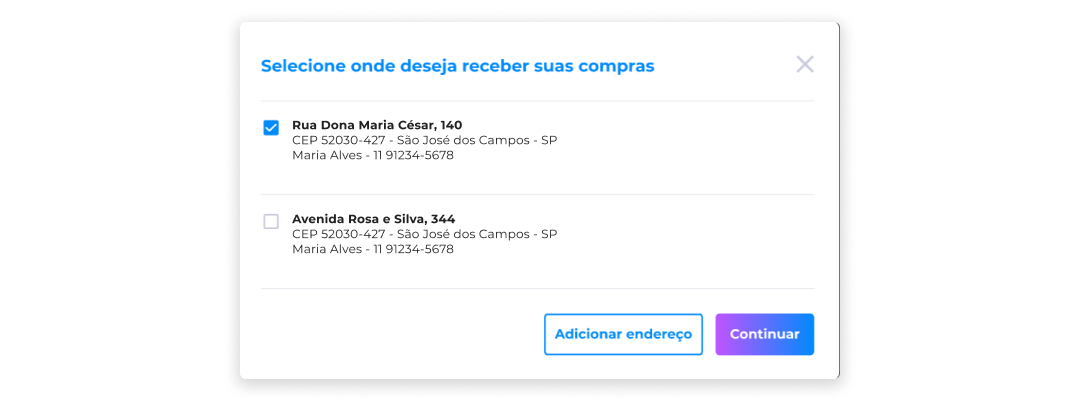 Selecione onde deseja receber suas compras
Rua Dona Maria César, 140
CEP 52030-427 - São José dos Campos - SP
Maria Alves - 11 91234-5678
Avenida Rosa e Silva, 344
CEP 52030-427 - São José dos Campos - SP
Maria Alves - 11 91234-5678
Adicionar endereço
Continuar